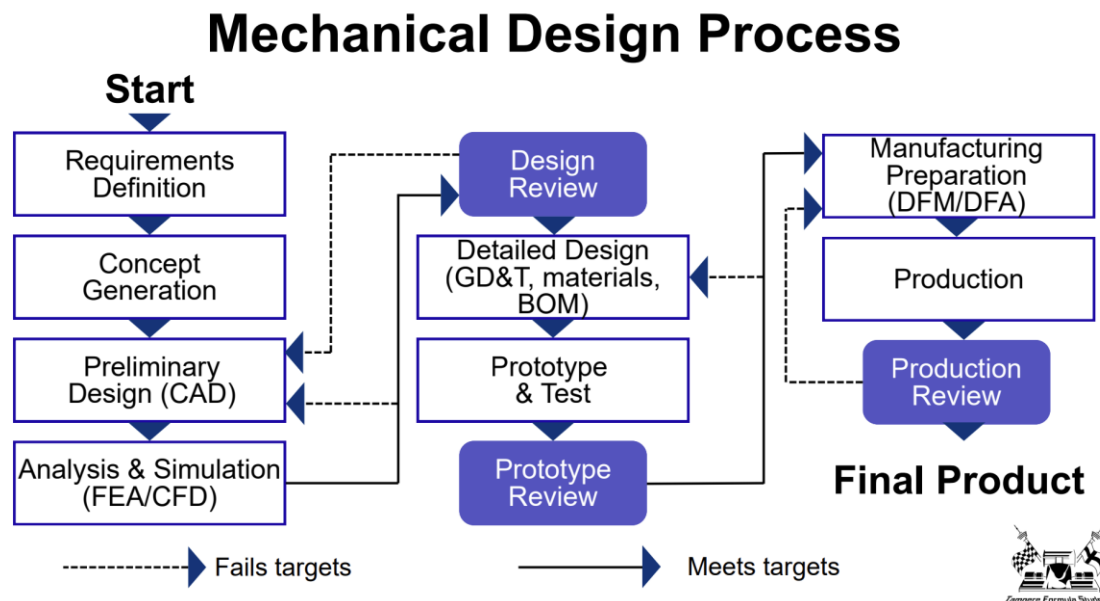 Mechanical Design Process
Start
Requirements
Definition
Concept
Generation
Preliminary
Design (CAD)
Analysis & Simulation
(FEA/CFD)
Design
Review
Detailed Design
(GD&T, materials,
BOM)
Prototype
& Test
Prototype
Review
Manufacturing
Preparation
(DFM/DFA)
Production
Production
Review
Final Product
Fails targets
Meets targets